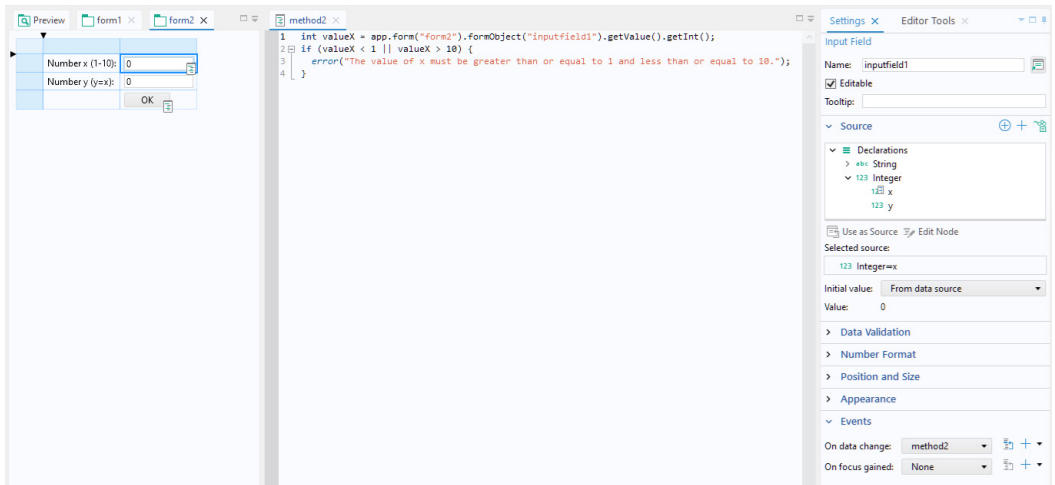 Preview form1 form2
Number x (1-10): 0
Number y (y=x): 0
OK
method2
1 int valueX = app.form("form2").formObject("inputfield1").getValue().getInt();
2 if (valueX < 1 || valueX > 10) {
3 error("The value of x must be greater than or equal to 1 and less than or equal to 10.");
4 }
Settings Editor Tools
Input Field
Name: inputfield1
Editable
Tooltip:
Source
Declarations
abc String
123 Integer
x
123 y
Use as Source Edit Node
Selected source:
123 Integer=x
Initial value: From data source
Value: 0
Data Validation
Number Format
Position and Size
Appearance
Events
On data change: method2
On focus gained: None